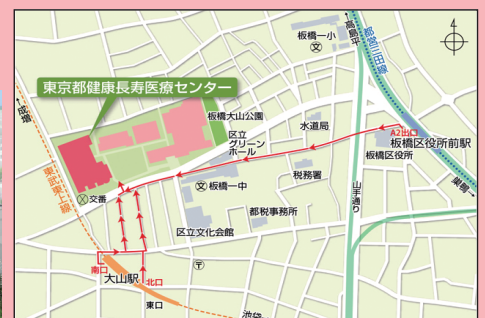 板橋一小
文
↑高島平
都営三田線
東京都健康長寿医療センター
↑成増
東武東上線
板橋大山公園
区立
グリーン
ホール
水道局
A2出口
板橋区役所前駅
板橋区役所
文 板橋一中
税務署
山手通り
巣鴨
交番
都税事務所
区立文化会館
南口
大山駅
北口
東口
池袋